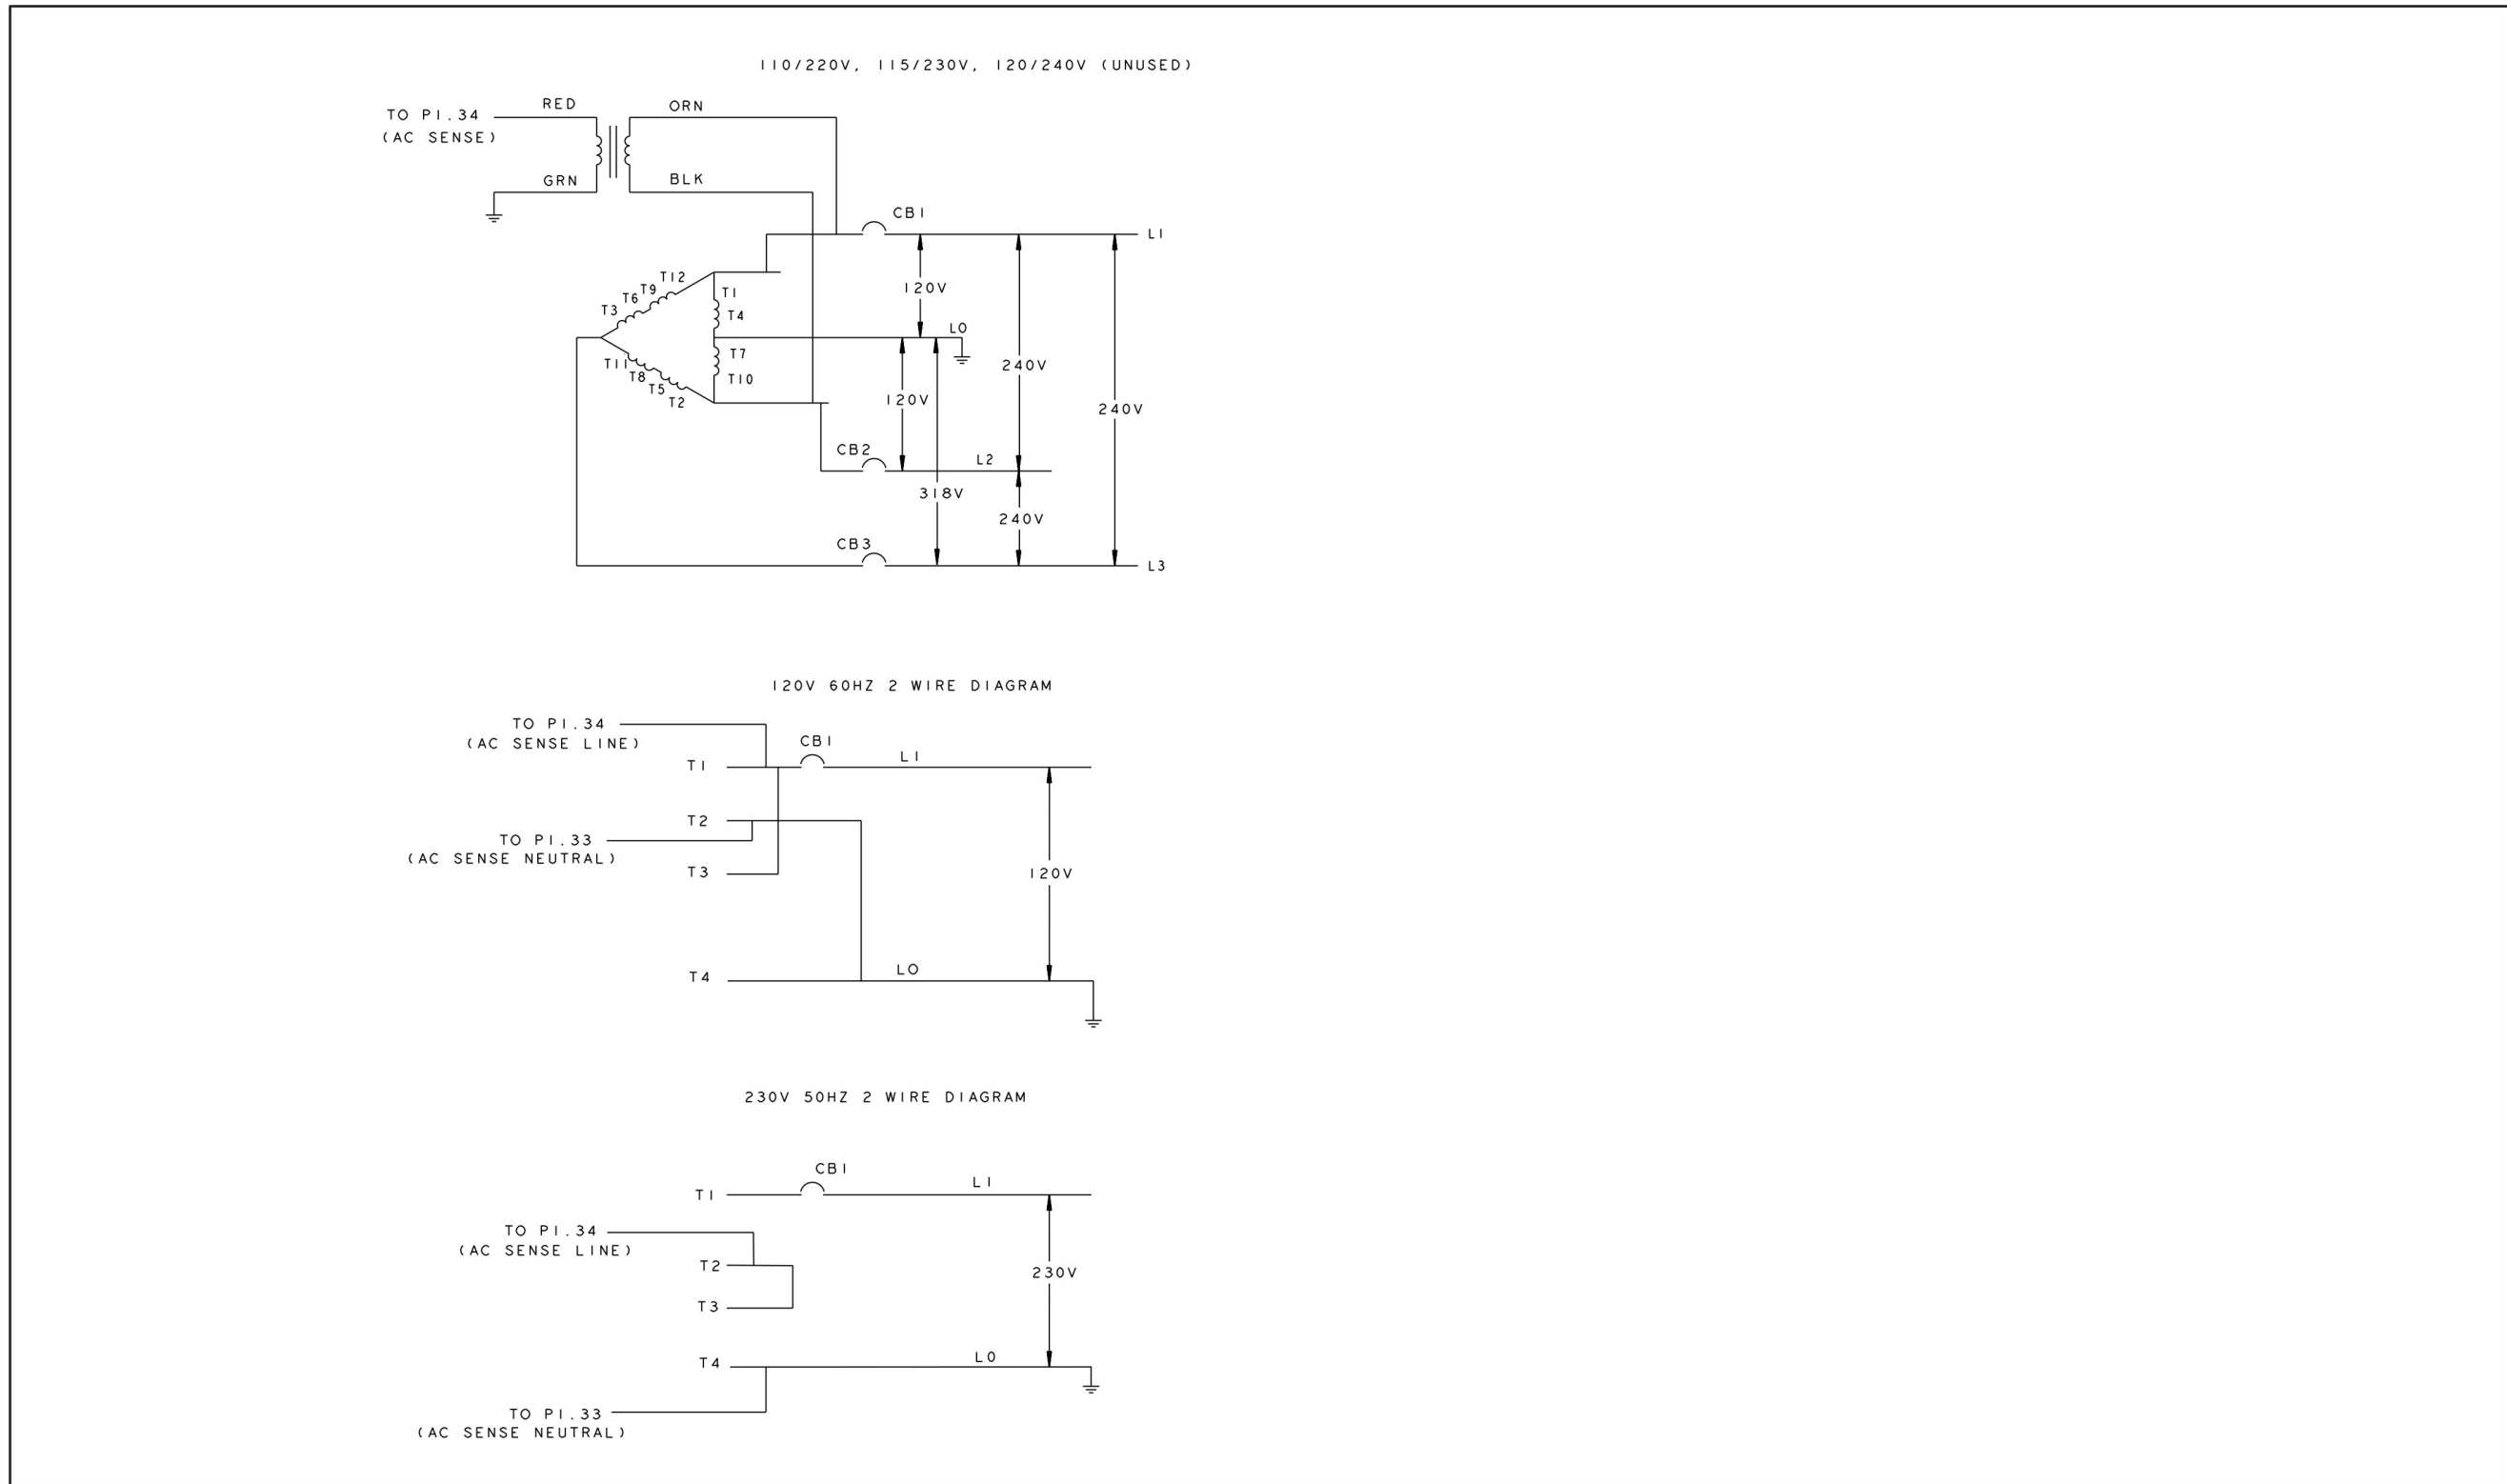 110/220V, 115/230V, 120/240V (UNUSED)
RED
ORN
TO P1.34
(AC SENSE)
GRN
BLK
CB1
L1
T12
T9
T6
T3
T1
T4
120V
L0
T7
T10
T11
T8
T5
T2
240V
120V
240V
CB2
L2
318V
240V
CB3
L3
120V 60HZ 2 WIRE DIAGRAM
TO P1.34
(AC SENSE LINE)
CB1
L1
T1
T2
TO P1.33
(AC SENSE NEUTRAL)
T3
120V
L0
T4
230V 50HZ 2 WIRE DIAGRAM
CB1
L1
T1
TO P1.34
(AC SENSE LINE)
T2
230V
T3
L0
T4
TO P1.33
(AC SENSE NEUTRAL)